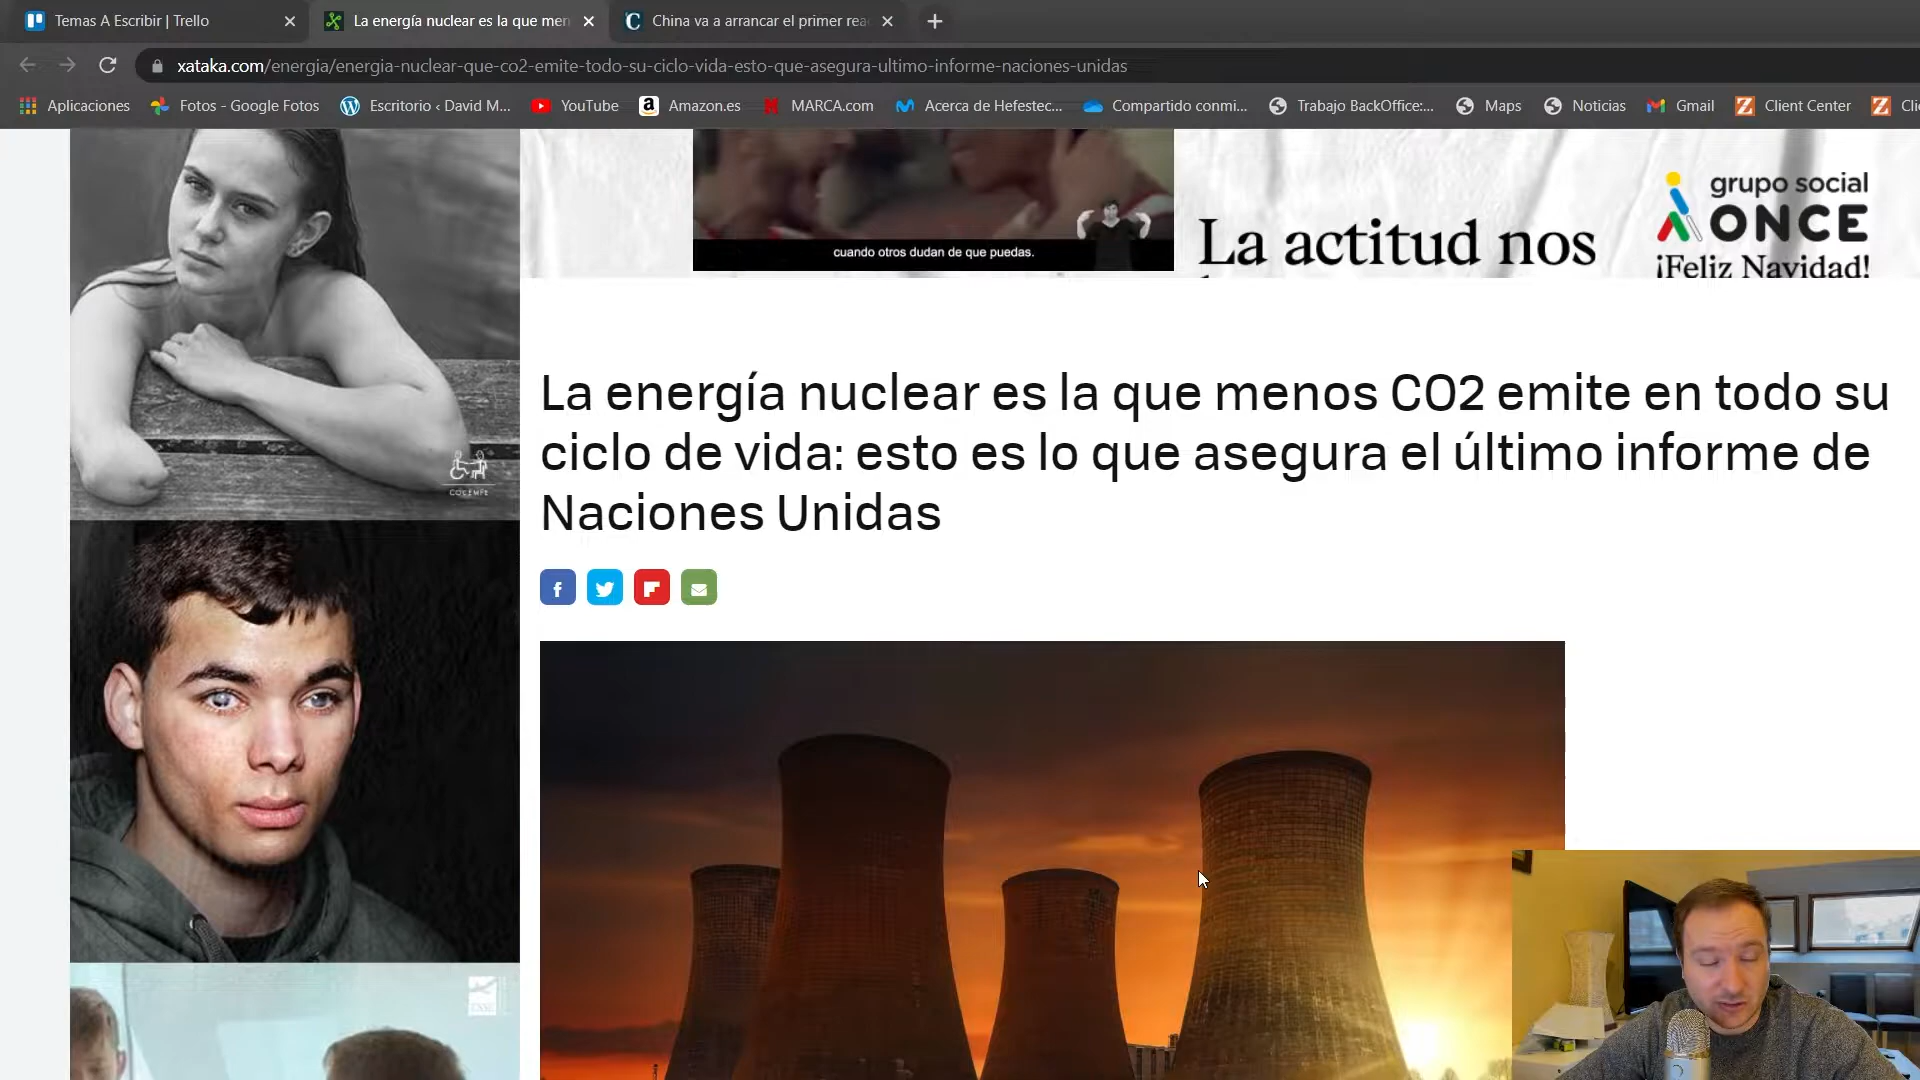 Temas A Escribir | Trello
La energía nuclear es la que men
China va a arrancar el primer rea
xataka.com/energia/energia-nuclear-que-co2-emite-todo-su-ciclo-vida-esto-que-asegura-ultimo-informe-naciones-unidas
Aplicaciones
Fotos - Google Fotos
Escritorio ‹ David M...
YouTube
Amazon.es
MARCA.com
Acerca de Hefestec...
Compartido conmi...
Trabajo BackOffice:...
Maps
Noticias
Gmail
Client Center
Cli
cuando otros dudan de que puedas.
La actitud nos
grupo social
ONCE
¡Feliz Navidad!
COCEMFE
La energía nuclear es la que menos CO2 emite en todo su
ciclo de vida: esto es lo que asegura el último informe de
Naciones Unidas